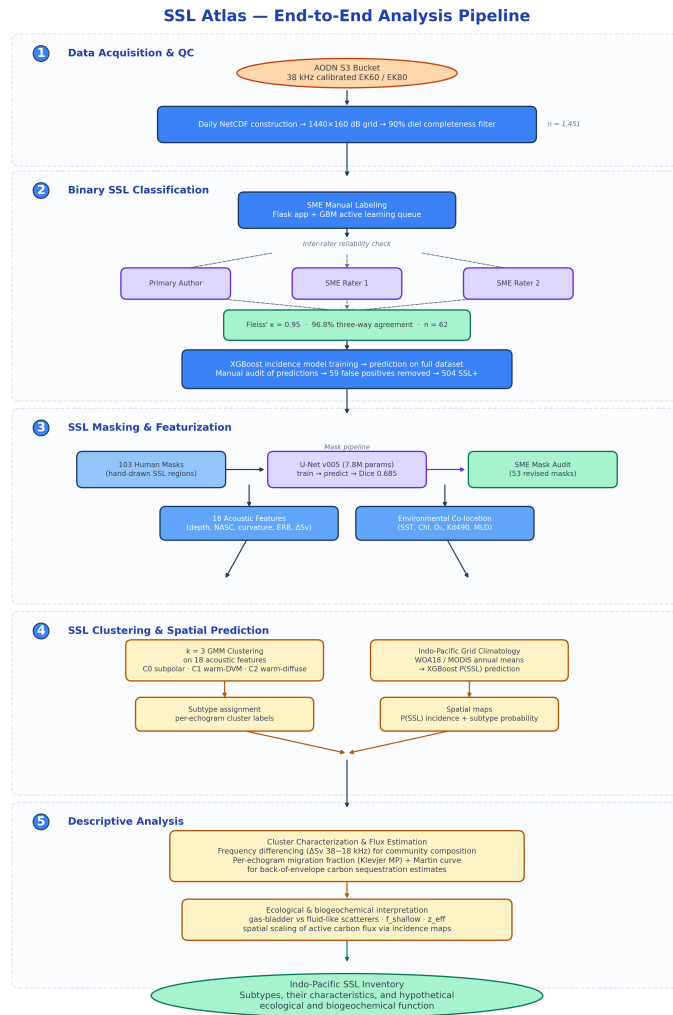 SSL Atlas — End-to-End Analysis Pipeline
1
Data Acquisition & QC
AODN S3 Bucket
38 kHz calibrated EK60 / EK80
Daily NetCDF construction → 1440×160 dB grid → 90% diel completeness filter
n = 1,451
2
Binary SSL Classification
SME Manual Labeling
Flask app + GBM active learning queue
Inter-rater reliability check
Primary Author
SME Rater 1
SME Rater 2
Fleiss' κ = 0.95 · 96.8% three-way agreement · n = 62
XGBoost incidence model training → prediction on full dataset
Manual audit of predictions → 59 false positives removed → 504 SSL+
3
SSL Masking & Featurization
Mask pipeline
103 Human Masks
(hand-drawn SSL regions)
U-Net v005 (7.8M params)
train → predict → Dice 0.685
SME Mask Audit
(53 revised masks)
18 Acoustic Features
(depth, NASC, curvature, ERB, ΔSv)
Environmental Co-location
(SST, Chl, O₂, Kd490, MLD)
4
SSL Clustering & Spatial Prediction
k = 3 GMM Clustering
on 18 acoustic features
C0 subpolar · C1 warm-DVM · C2 warm-diffuse
Indo-Pacific Grid Climatology
WOA18 / MODIS annual means
→ XGBoost P(SSL) prediction
Subtype assignment
per-echogram cluster labels
Spatial maps
P(SSL) incidence + subtype probability
5
Descriptive Analysis
Cluster Characterization & Flux Estimation
Frequency differencing (ΔSv 38−18 kHz) for community composition
Per-echogram migration fraction (Klevjer MP) + Martin curve
for back-of-envelope carbon sequestration estimates
Ecological & biogeochemical interpretation
gas-bladder vs fluid-like scatterers · f_shallow · z_eff
spatial scaling of active carbon flux via incidence maps
Indo-Pacific SSL Inventory
Subtypes, their characteristics, and hypothetical
ecological and biogeochemical function